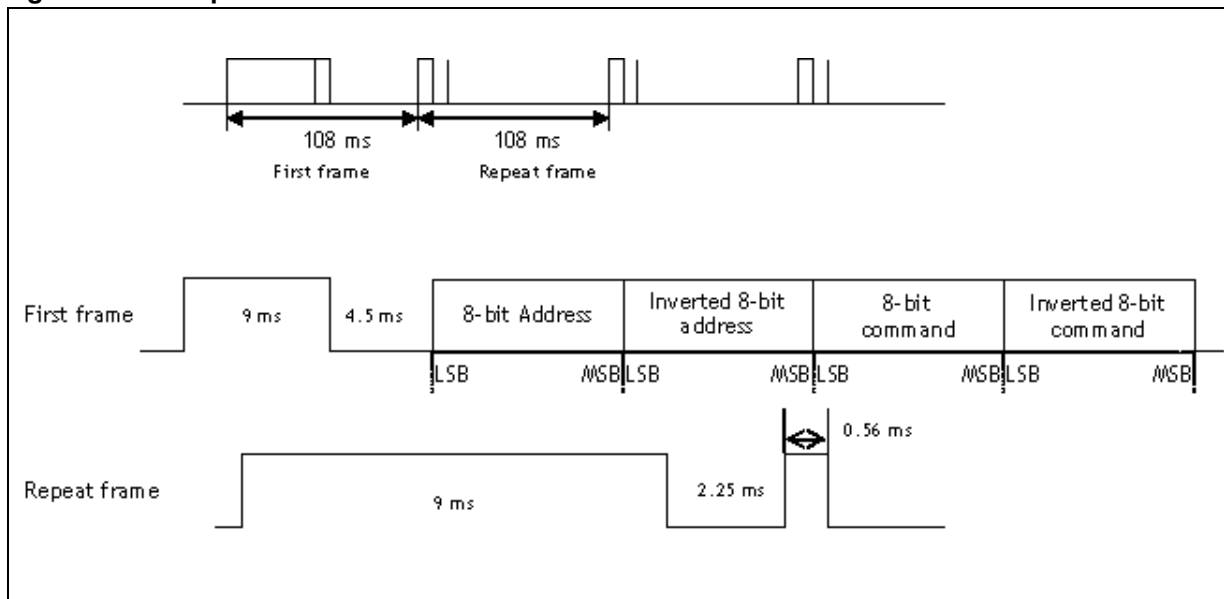 108 ms
108 ms
First frame
Repeat frame
First frame
9 ms
4.5 ms
8-bit Address
Inverted 8-bit
address
8-bit
command
Inverted 8-bit
command
LSB
MSB
LSB
MSB
LSB
MSB
LSB
MSB
0.56 ms
Repeat frame
9 ms
2.25 ms